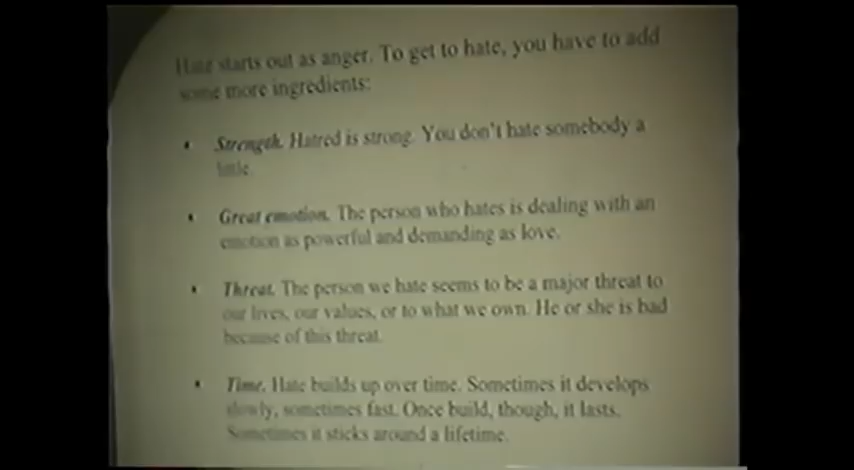 Hate starts out as anger. To get to hate, you have to add
some more ingredients:
• Strength. Hatred is strong. You don't hate somebody a
little.
• Great emotion. The person who hates is dealing with an
emotion as powerful and demanding as love.
• Threat. The person we hate seems to be a major threat to
our lives, our values, or to what we own. He or she is bad
because of this threat.
• Time. Hate builds up over time. Sometimes it develops
slowly, sometimes fast. Once build, though, it lasts.
Sometimes it sticks around a lifetime.